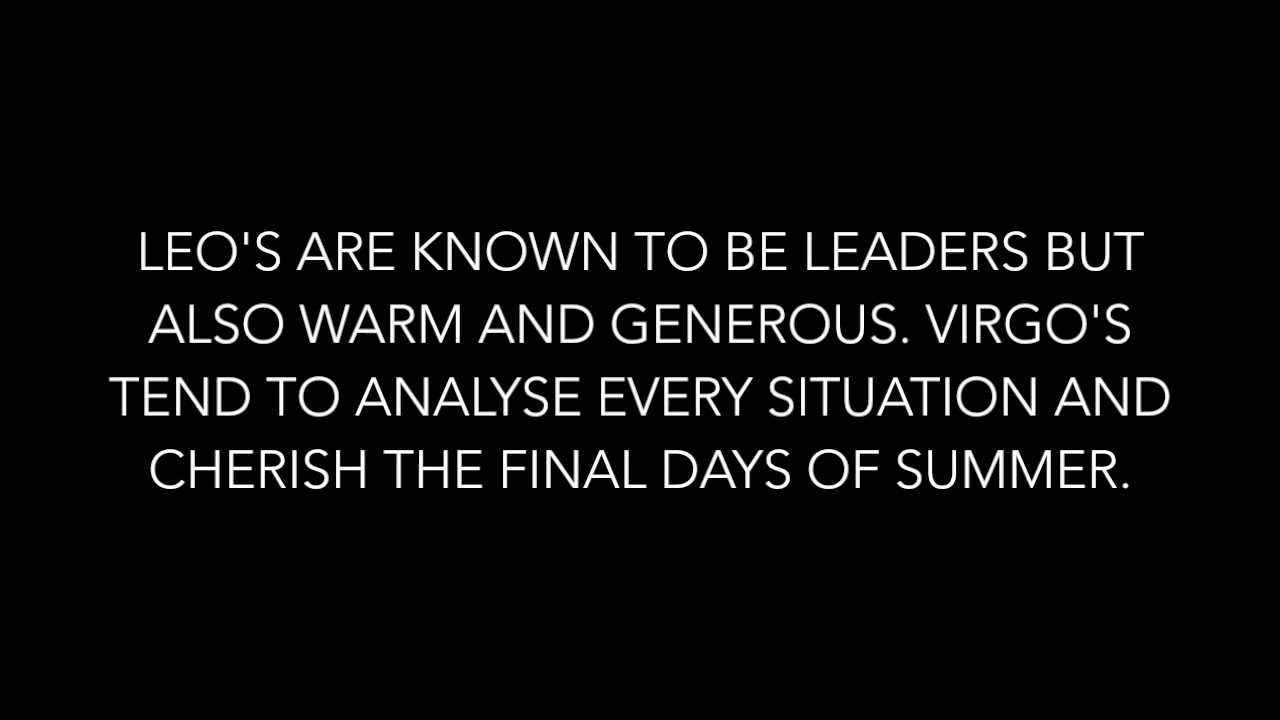 LEO'S ARE KNOWN TO BE LEADERS BUT
ALSO WARM AND GENEROUS. VIRGO'S
TEND TO ANALYSE EVERY SITUATION AND
CHERISH THE FINAL DAYS OF SUMMER.